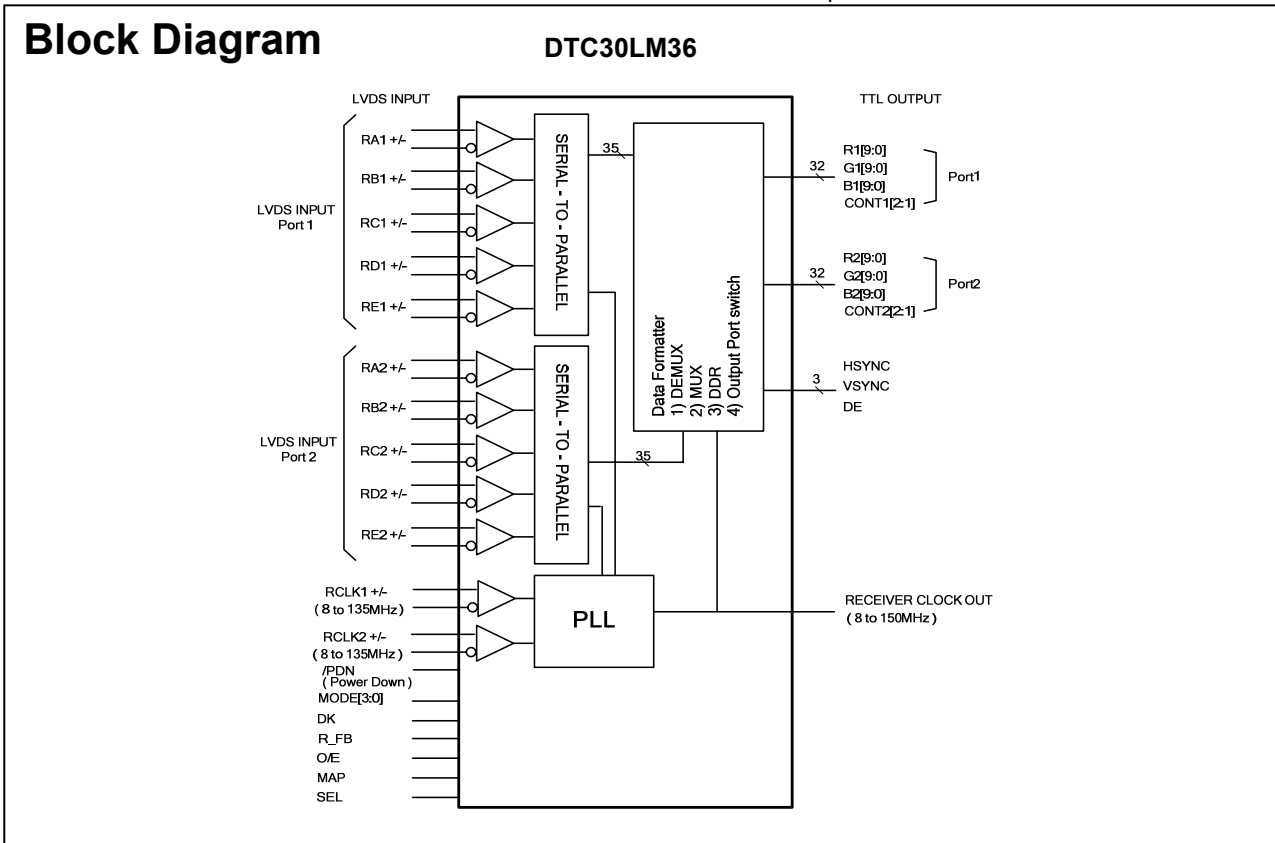 Block Diagram
DTC30LM36
LVDS INPUT
TTL OUTPUT
RA1 +/-
RB1 +/-
RC1 +/-
RD1 +/-
RE1 +/-
LVDS INPUT
Port 1
SERIAL - TO - PARALLEL
35
RA2 +/-
RB2 +/-
RC2 +/-
RD2 +/-
RE2 +/-
LVDS INPUT
Port 2
SERIAL - TO - PARALLEL
35
Data Formatter
1) DEMUX
2) MUX
3) DDR
4) Output Port switch
32
R1[9:0]
G1[9:0]
B1[9:0]
CONT1[2:1]
Port1
32
R2[9:0]
G2[9:0]
B2[9:0]
CONT2[2:1]
Port2
3
HSYNC
VSYNC
DE
RCLK1 +/-
( 8 to 135MHz )
RCLK2 +/-
( 8 to 135MHz )
PLL
RECEIVER CLOCK OUT
( 8 to 150MHz )
/PDN
( Power Down )
MODE[3:0]
DK
R_FB
O/E
MAP
SEL